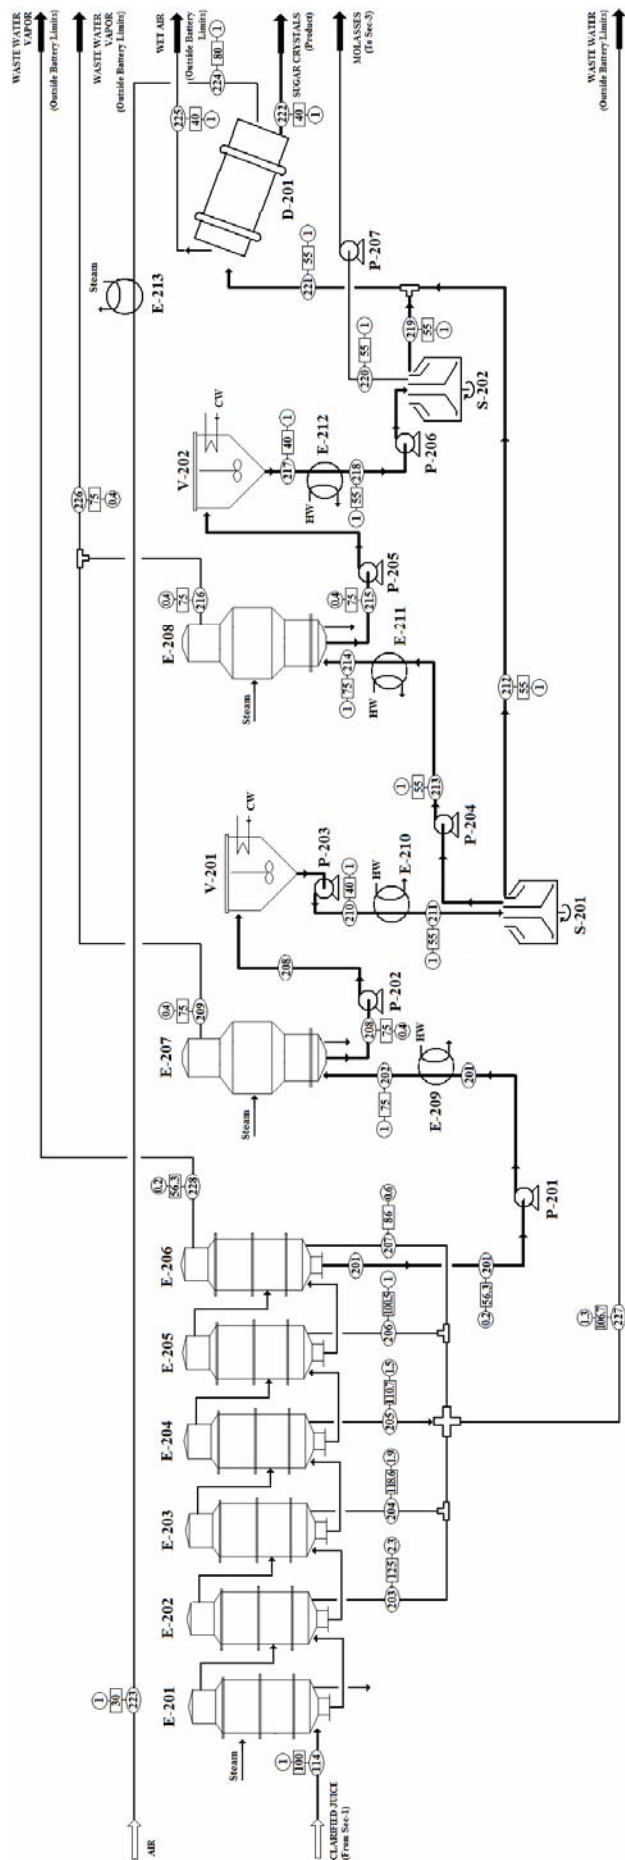 WASTE WATER
VAPOR
(Outside Battery Limits)
WASTE WATER
VAPOR
(Outside Battery Limits)
226
75
0.4
WET AIR
(Outside Battery
Limits)
AIR
1
30
223
Steam
E-213
224
80
1
225
40
1
SUGAR CRYSTALS
(Product)
222
40
1
D-201
MOLASSES
(To Sec-3)
E-201
E-202
E-203
E-204
E-205
E-206
0.2
56.3
228
E-207
0.4
75
209
V-201
CW
E-208
0.4
75
216
V-202
CW
Steam
Steam
Steam
CLARIFIED JUICE
(From Sec-1)
1
100
114
203
125
2.3
204
118.6
1.9
205
110.7
1.5
206
100.5
1
207
86
0.6
201
201
0.2
56.3
P-201
201
E-209
HW
1
75
202
208
75
0.4
P-202
208
P-203
210
40
1
HW
E-210
1
55
211
S-201
P-204
1
55
213
HW
E-211
1
75
214
0.4
75
215
P-205
217
40
1
HW
E-212
1
55
218
P-206
S-202
220
55
1
219
55
1
P-207
221
55
1
212
55
1
1.3
106.7
227
WASTE WATER
(Outside Battery Limits)